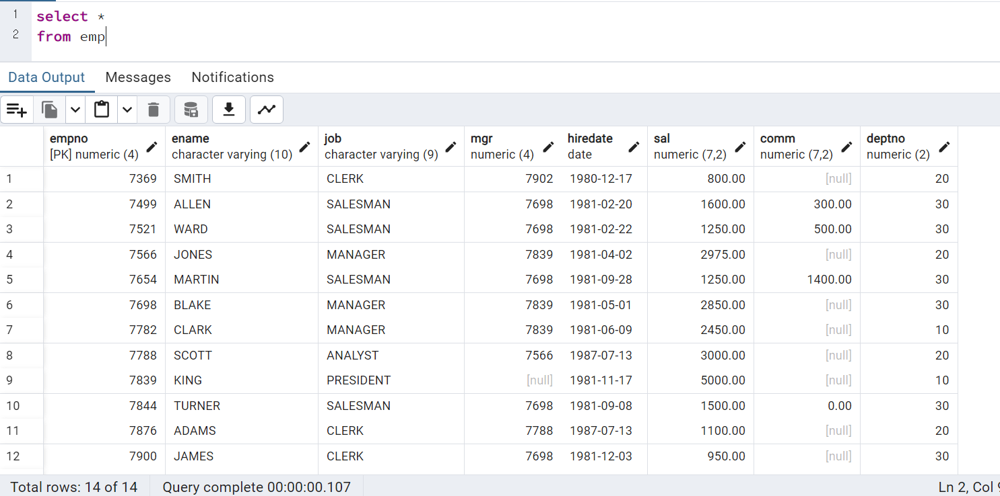 1 select *
2 from emp
Data Output Messages Notifications
empno ename job mgr hiredate sal comm deptno
[PK] numeric (4) character varying (10) character varying (9) numeric (4) date numeric (7,2) numeric (7,2) numeric (2)
1 7369 SMITH CLERK 7902 1980-12-17 800.00 [null] 20
2 7499 ALLEN SALESMAN 7698 1981-02-20 1600.00 300.00 30
3 7521 WARD SALESMAN 7698 1981-02-22 1250.00 500.00 30
4 7566 JONES MANAGER 7839 1981-04-02 2975.00 [null] 20
5 7654 MARTIN SALESMAN 7698 1981-09-28 1250.00 1400.00 30
6 7698 BLAKE MANAGER 7839 1981-05-01 2850.00 [null] 30
7 7782 CLARK MANAGER 7839 1981-06-09 2450.00 [null] 10
8 7788 SCOTT ANALYST 7566 1987-07-13 3000.00 [null] 20
9 7839 KING PRESIDENT [null] 1981-11-17 5000.00 [null] 10
10 7844 TURNER SALESMAN 7698 1981-09-08 1500.00 0.00 30
11 7876 ADAMS CLERK 7788 1987-07-13 1100.00 [null] 20
12 7900 JAMES CLERK 7698 1981-12-03 950.00 [null] 30
Total rows: 14 of 14 Query complete 00:00:00.107 Ln 2, Col